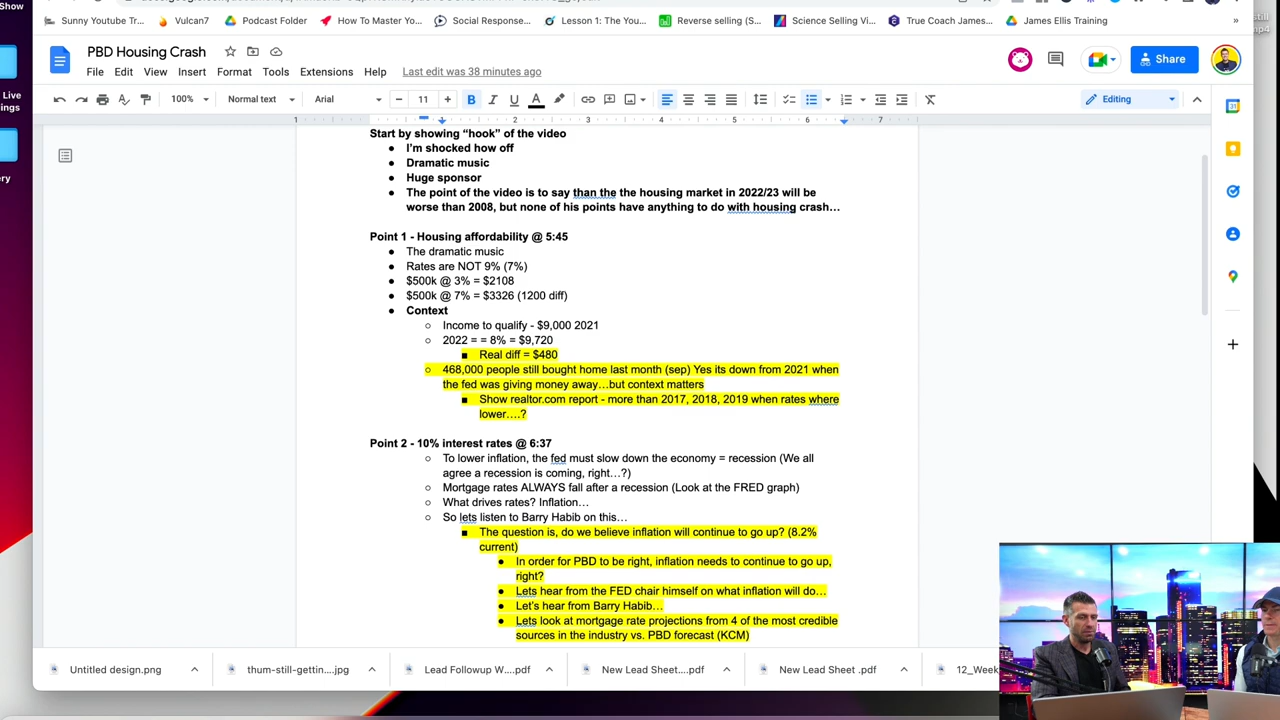 Show
Sunny Youtube Tr...
Vulcan7
Podcast Folder
How To Master Yo...
Social Response...
Lesson 1: The You...
Reverse selling (S...
Science Selling Vi...
True Coach James...
James Ellis Training
»
PBD Housing Crash
File Edit View Insert Format Tools Extensions Help Last edit was 38 minutes ago
Share
100% Normal text Arial 11 B I U A Editing
1 1 2 3 4 5 6 7
Live
ngs
ery
Start by showing “hook” of the video
● I'm shocked how off
● Dramatic music
● Huge sponsor
● The point of the video is to say than the the housing market in 2022/23 will be
worse than 2008, but none of his points have anything to do with housing crash…
Point 1 - Housing affordability @ 5:45
● The dramatic music
● Rates are NOT 9% (7%)
● $500k @ 3% = $2108
● $500k @ 7% = $3326 (1200 diff)
● Context
○ Income to qualify - $9,000 2021
○ 2022 = = 8% = $9,720
■ Real diff = $480
○ 468,000 people still bought home last month (sep) Yes its down from 2021 when
the fed was giving money away…but context matters
■ Show realtor.com report - more than 2017, 2018, 2019 when rates where
lower….?
Point 2 - 10% interest rates @ 6:37
○ To lower inflation, the fed must slow down the economy = recession (We all
agree a recession is coming, right…?)
○ Mortgage rates ALWAYS fall after a recession (Look at the FRED graph)
○ What drives rates? Inflation…
○ So lets listen to Barry Habib on this…
■ The question is, do we believe inflation will continue to go up? (8.2%
current)
● In order for PBD to be right, inflation needs to continue to go up,
right?
● Lets hear from the FED chair himself on what inflation will do…
● Let's hear from Barry Habib…
● Lets look at mortgage rate projections from 4 of the most credible
sources in the industry vs. PBD forecast (KCM)
Untitled design.png
thum-still-gettin....jpg
Lead Followup W....pdf
New Lead Sheet....pdf
New Lead Sheet .pdf
12_Week